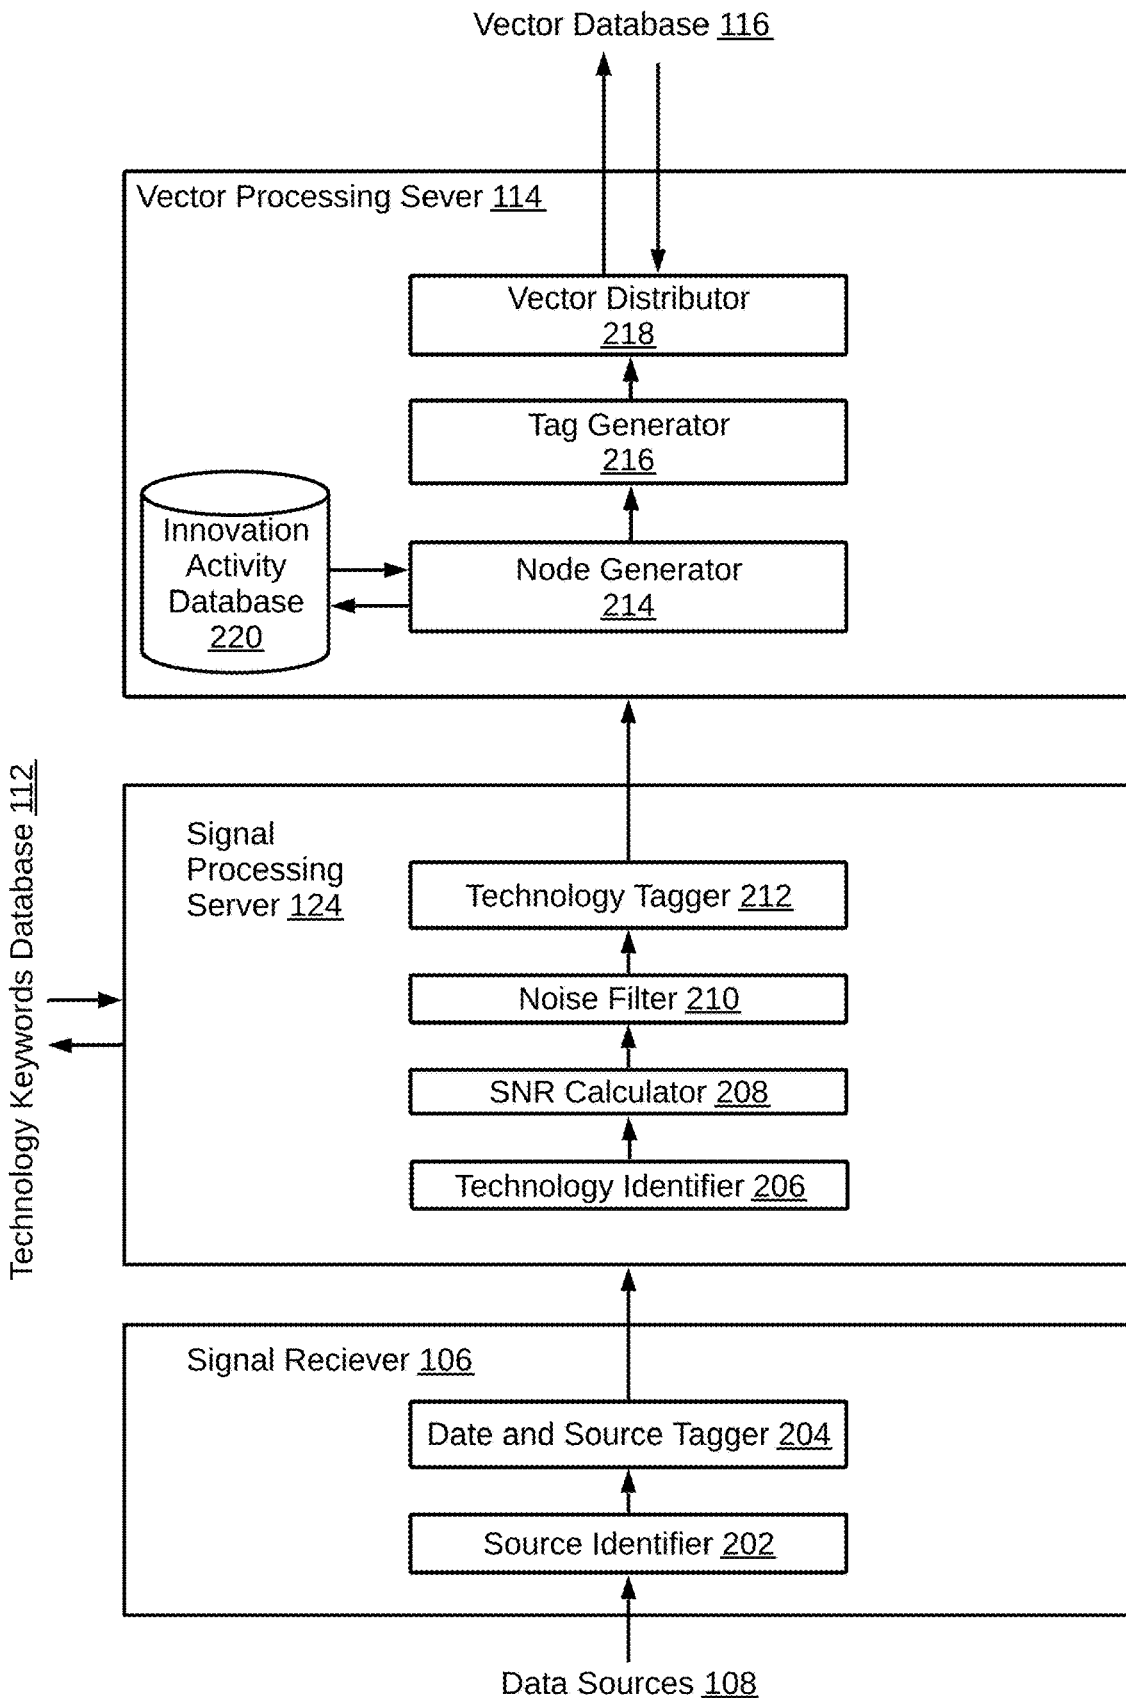 Vector Database 116
Vector Processing Sever 114
Vector Distributor
218
Tag Generator
216
Innovation
Activity
Database
220
Node Generator
214
Technology Keywords Database 112
Signal
Processing
Server 124
Technology Tagger 212
Noise Filter 210
SNR Calculator 208
Technology Identifier 206
Signal Reciever 106
Date and Source Tagger 204
Source Identifier 202
Data Sources 108